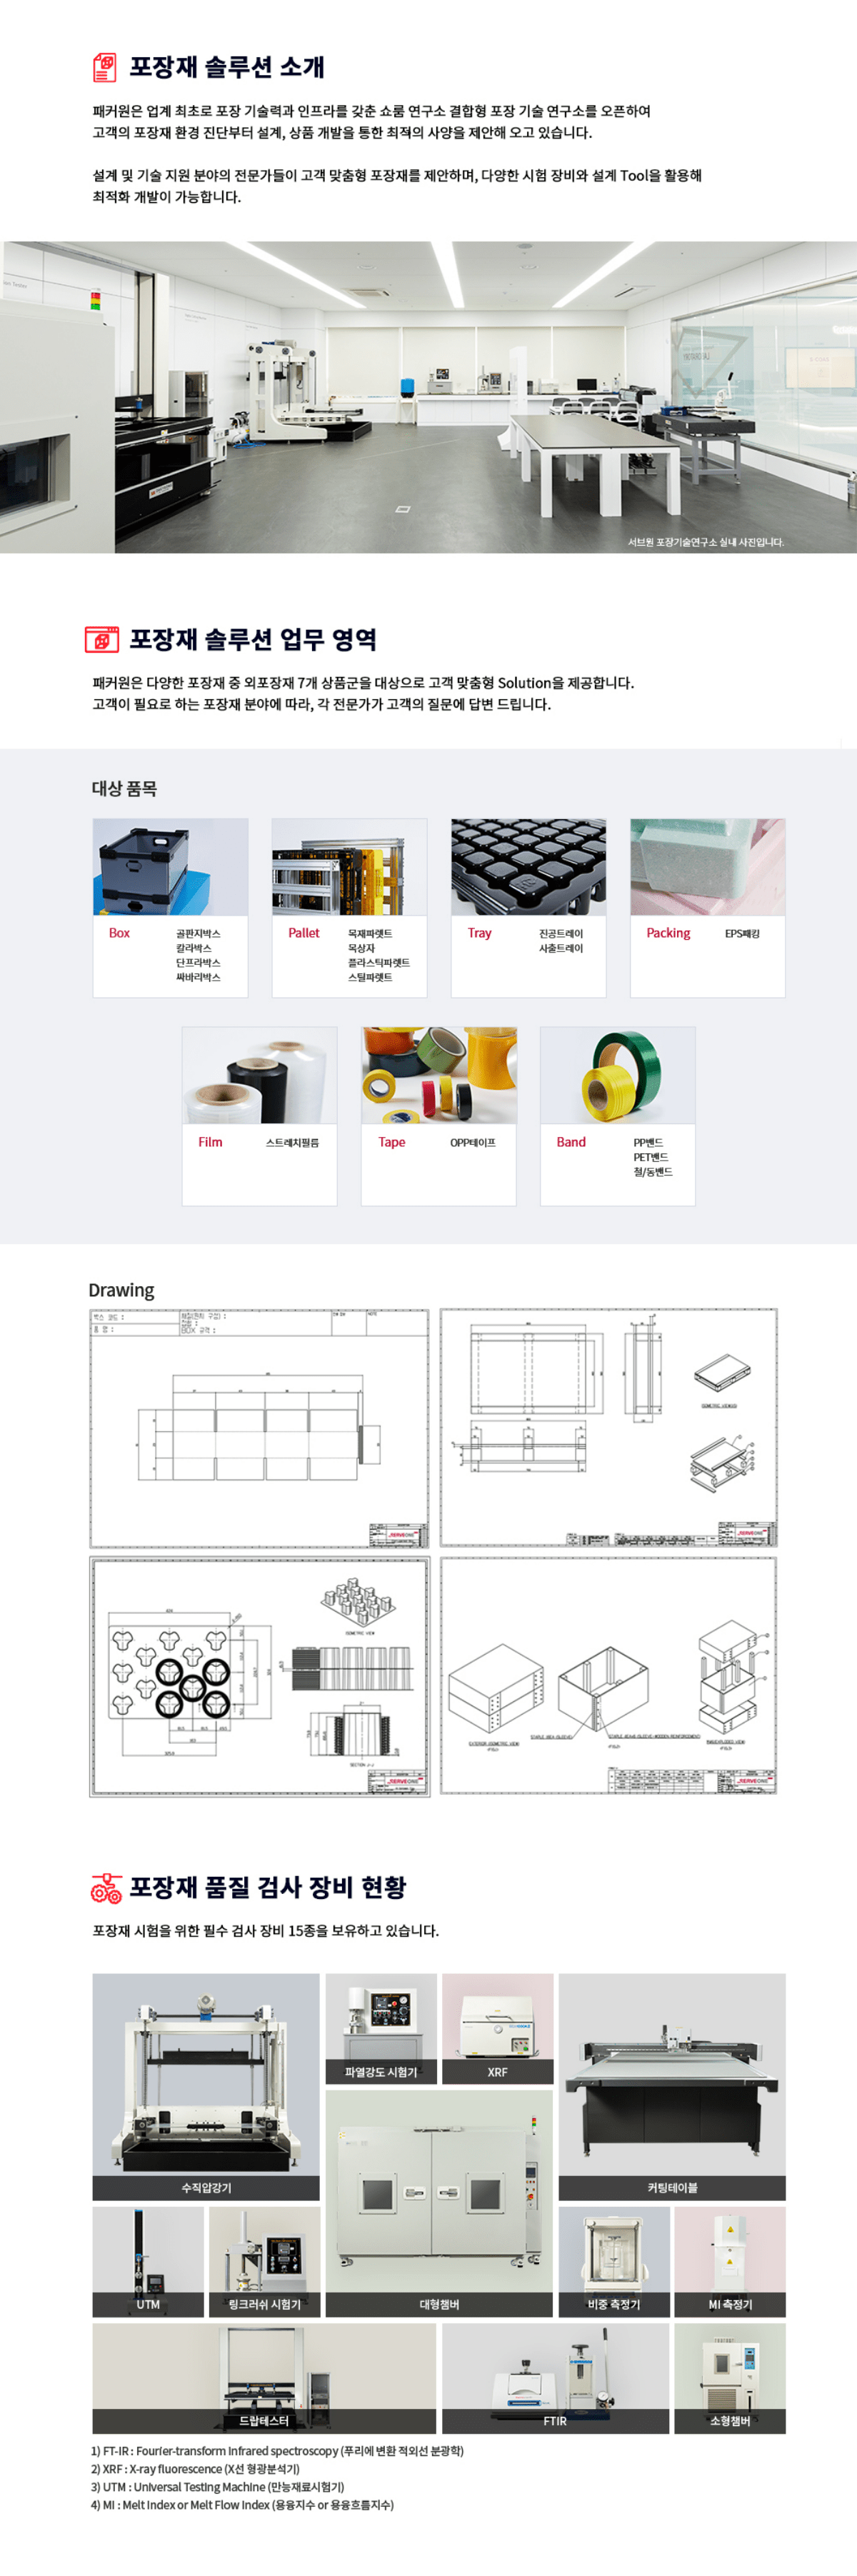 포장재 솔루션 소개
패커원은 업계 최초로 포장 기술력과 인프라를 갖춘 쇼룸 연구소 결합형 포장 기술 연구소를 오픈하여
고객의 포장재 환경 진단부터 설계, 상품 개발을 통한 최적의 사양을 제안해 오고 있습니다.
설계 및 기술 지원 분야의 전문가들이 고객 맞춤형 포장재를 제안하며, 다양한 시험 장비와 설계 Tool을 활용해
최적화 개발이 가능합니다.
서브원 포장기술연구소 실내 사진입니다.
포장재 솔루션 업무 영역
패커원은 다양한 포장재 중 외포장재 7개 상품군을 대상으로 고객 맞춤형 Solution을 제공합니다.
고객이 필요로 하는 포장재 분야에 따라, 각 전문가가 고객의 질문에 답변 드립니다.
대상 품목
Box
골판지박스
칼라박스
단프라박스
싸바리박스
Pallet
목재파렛트
목상자
플라스틱파렛트
스틸파렛트
Tray
진공트레이
사출트레이
Packing
EPS패킹
Film
스트레치필름
Tape
OPP테이프
Band
PP밴드
PET밴드
철/동밴드
Drawing
ISOMETRIC VIEW
SECTION J-J
EXTERIOR ISOMETRIC VIEW
SERVEONE
SERVEONE
SERVEONE
SERVEONE
포장재 품질 검사 장비 현황
포장재 시험을 위한 필수 검사 장비 15종을 보유하고 있습니다.
파열강도 시험기
XRF
수직압강기
커팅테이블
UTM
링크러쉬 시험기
대형챔버
비중 측정기
MI 측정기
드랍테스터
FTIR
소형챔버
1) FT-IR : Fourier-transform infrared spectroscopy (푸리에 변환 적외선 분광학)
2) XRF : X-ray fluorescence (X선 형광분석기)
3) UTM : Universal Testing Machine (만능재료시험기)
4) MI : Melt Index or Melt Flow Index (용융지수 or 용융흐름지수)